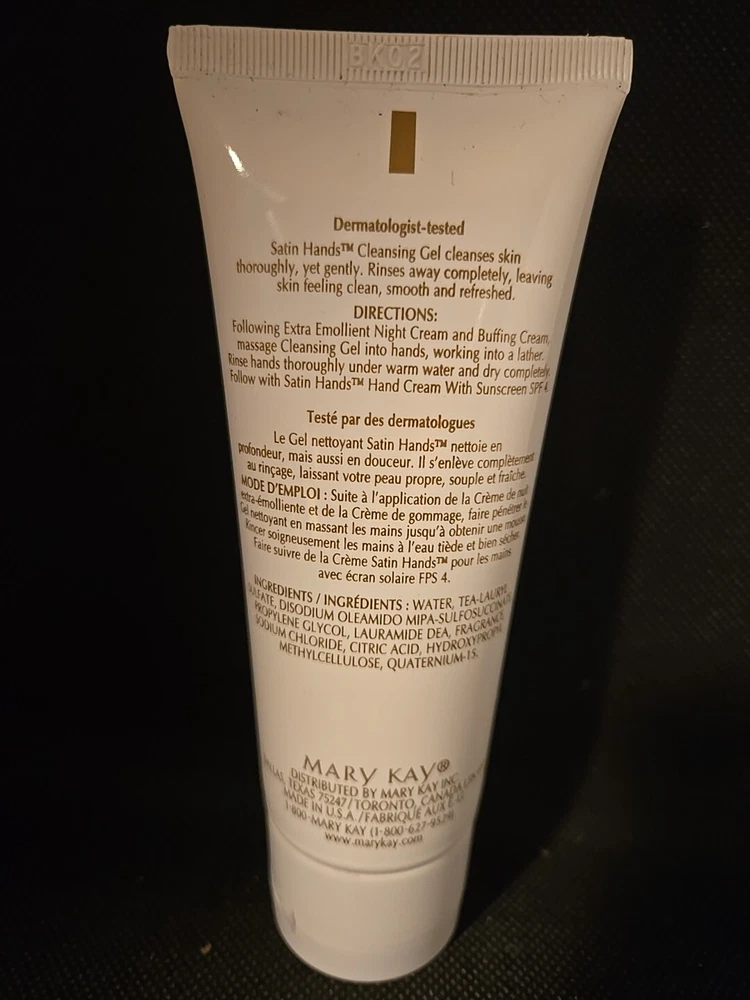 BK02
Dermatologist-tested
Satin Hands™ Cleansing Gel cleanses skin
thoroughly, yet gently. Rinses away completely, leaving
skin feeling clean, smooth and refreshed.
DIRECTIONS:
Following Extra Emollient Night Cream and Buffing Cream,
massage Cleansing Gel into hands, working into a lather.
Rinse hands thoroughly under warm water and dry completely.
Follow with Satin Hands™ Hand Cream With Sunscreen SPF 4.
Testé par des dermatologues
Le Gel nettoyant Satin Hands™ nettoie en
profondeur, mais aussi en douceur. Il s'enlève complètement
au rinçage, laissant votre peau propre, souple et fraîche.
MODE D'EMPLOI : Suite à l'application de la Crème de nuit
extra-émolliente et de la Crème de gommage, faire pénétrer le
Gel nettoyant en massant les mains jusqu'à obtenir une mousse.
Rincer soigneusement les mains à l'eau tiède et bien sécher.
Faire suivre de la Crème Satin Hands™ pour les mains
avec écran solaire FPS 4.
INGREDIENTS / INGRÉDIENTS : WATER, TEA-LAURYL
SULFATE, DISODIUM OLEAMIDO MIPA-SULFOSUCCINATE,
PROPYLENE GLYCOL, LAURAMIDE DEA, FRAGRANCE,
SODIUM CHLORIDE, CITRIC ACID, HYDROXYPROPYL
METHYLCELLULOSE, QUATERNIUM-15.
MARY KAY®
DISTRIBUTED BY MARY KAY INC.
DALLAS, TEXAS 75247 / TORONTO, CANADA
MADE IN U.S.A. / FABRIQUÉ AUX É.-U.
1-800-MARY KAY (1-800-627-9529)
www.marykay.com